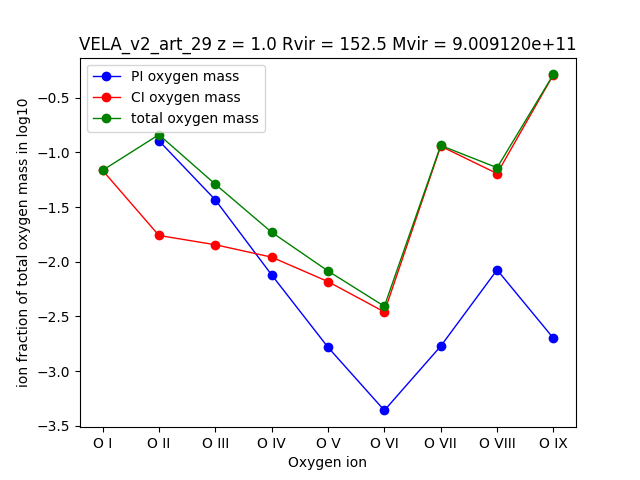 VELA_v2_art_29 z = 1.0 Rvir = 152.5 Mvir = 9.009120e+11
PI oxygen mass
CI oxygen mass
total oxygen mass
ion fraction of total oxygen mass in log10
−0.5
−1.0
−1.5
−2.0
−2.5
−3.0
−3.5
O I O II O III O IV O V O VI O VII O VIII O IX
Oxygen ion